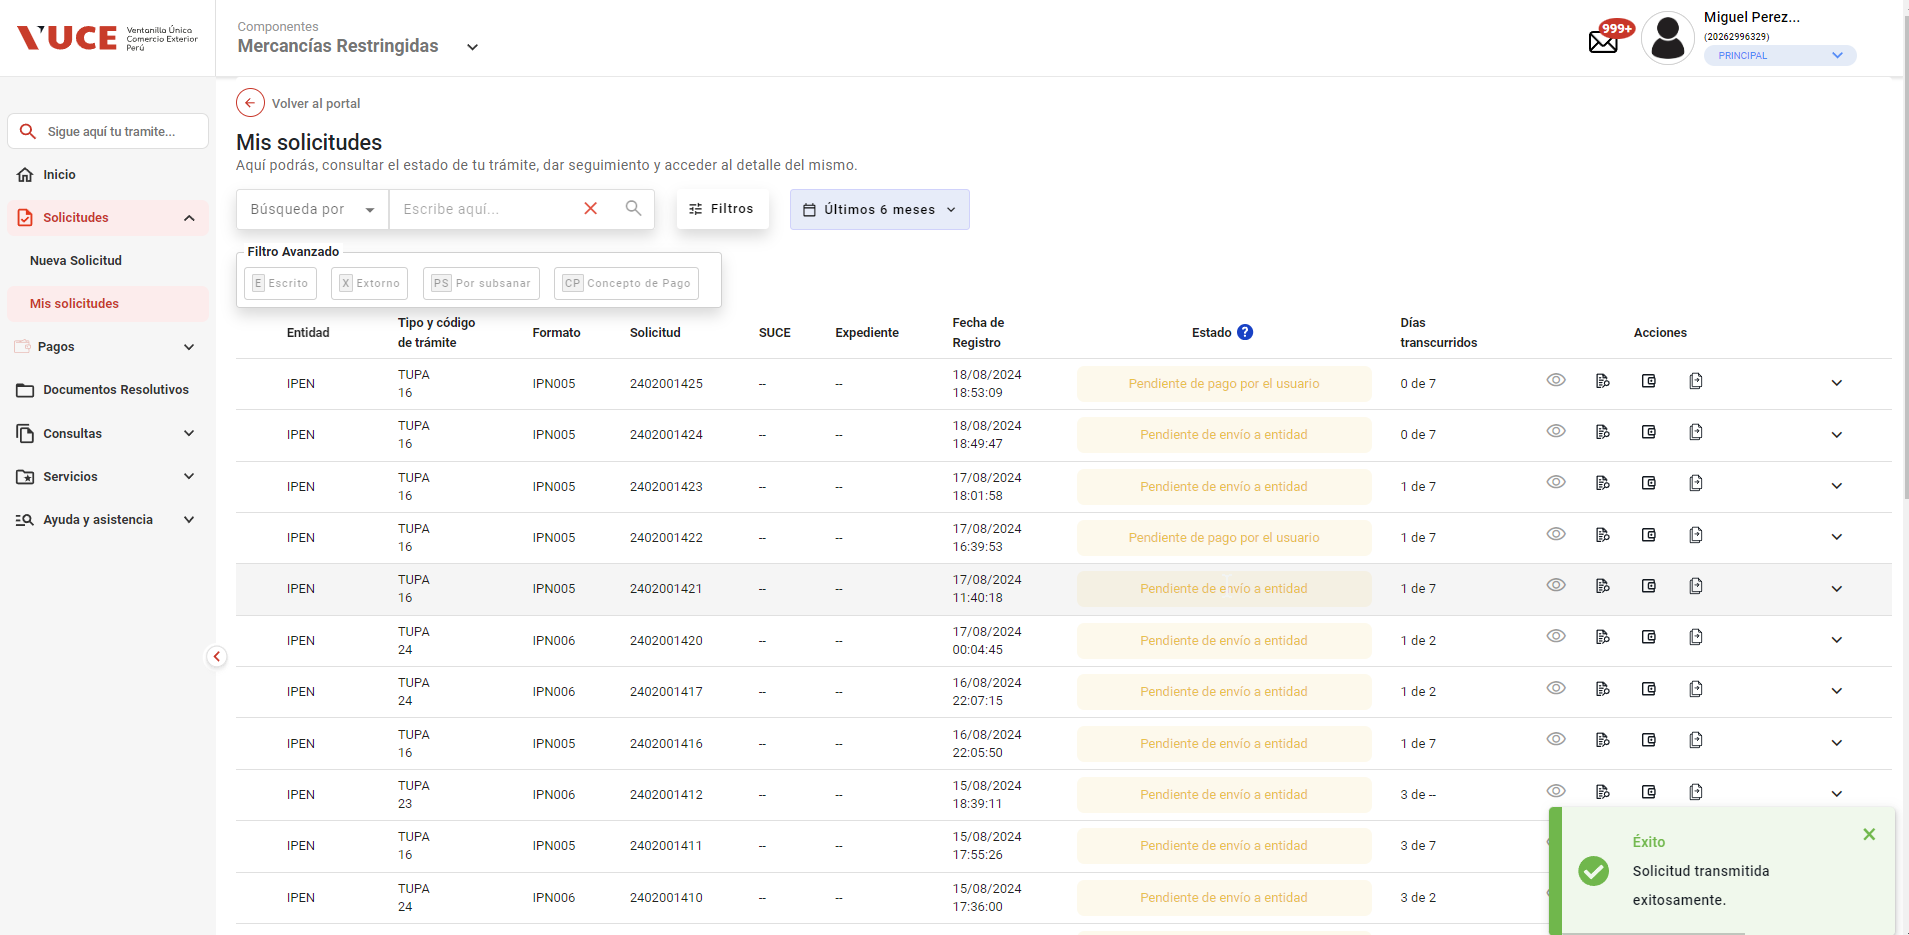 VUCE
Ventanilla Única
Comercio Exterior
Perú
Componentes
Mercancías Restringidas
999+
Miguel Perez...
(20262996329)
PRINCIPAL
Sigue aquí tu tramite...
Inicio
Solicitudes
Nueva Solicitud
Mis solicitudes
Pagos
Documentos Resolutivos
Consultas
Servicios
Ayuda y asistencia
Volver al portal
Mis solicitudes
Aquí podrás, consultar el estado de tu trámite, dar seguimiento y acceder al detalle del mismo.
Búsqueda por
Escribe aquí...
Filtros
Últimos 6 meses
Filtro Avanzado
E Escrito
X Extorno
PS Por subsanar
CP Concepto de Pago
Entidad Tipo y código de trámite Formato Solicitud SUCE Expediente Fecha de Registro Estado ? Días transcurridos Acciones
IPEN TUPA 16 IPN005 2402001425 -- -- 18/08/2024 18:53:09 Pendiente de pago por el usuario 0 de 7
IPEN TUPA 16 IPN005 2402001424 -- -- 18/08/2024 18:49:47 Pendiente de envío a entidad 0 de 7
IPEN TUPA 16 IPN005 2402001423 -- -- 17/08/2024 18:01:58 Pendiente de envío a entidad 1 de 7
IPEN TUPA 16 IPN005 2402001422 -- -- 17/08/2024 16:39:53 Pendiente de pago por el usuario 1 de 7
IPEN TUPA 16 IPN005 2402001421 -- -- 17/08/2024 11:40:18 Pendiente de envío a entidad 1 de 7
IPEN TUPA 24 IPN006 2402001420 -- -- 17/08/2024 00:04:45 Pendiente de envío a entidad 1 de 2
IPEN TUPA 24 IPN006 2402001417 -- -- 16/08/2024 22:07:15 Pendiente de envío a entidad 1 de 2
IPEN TUPA 16 IPN005 2402001416 -- -- 16/08/2024 22:05:50 Pendiente de envío a entidad 1 de 7
IPEN TUPA 23 IPN006 2402001412 -- -- 15/08/2024 18:39:11 Pendiente de envío a entidad 3 de --
IPEN TUPA 16 IPN005 2402001411 -- -- 15/08/2024 17:55:26 Pendiente de envío a entidad 3 de 7
IPEN TUPA 24 IPN006 2402001410 -- -- 15/08/2024 17:36:00 Pendiente de envío a entidad 3 de 2
Éxito
Solicitud transmitida
exitosamente.